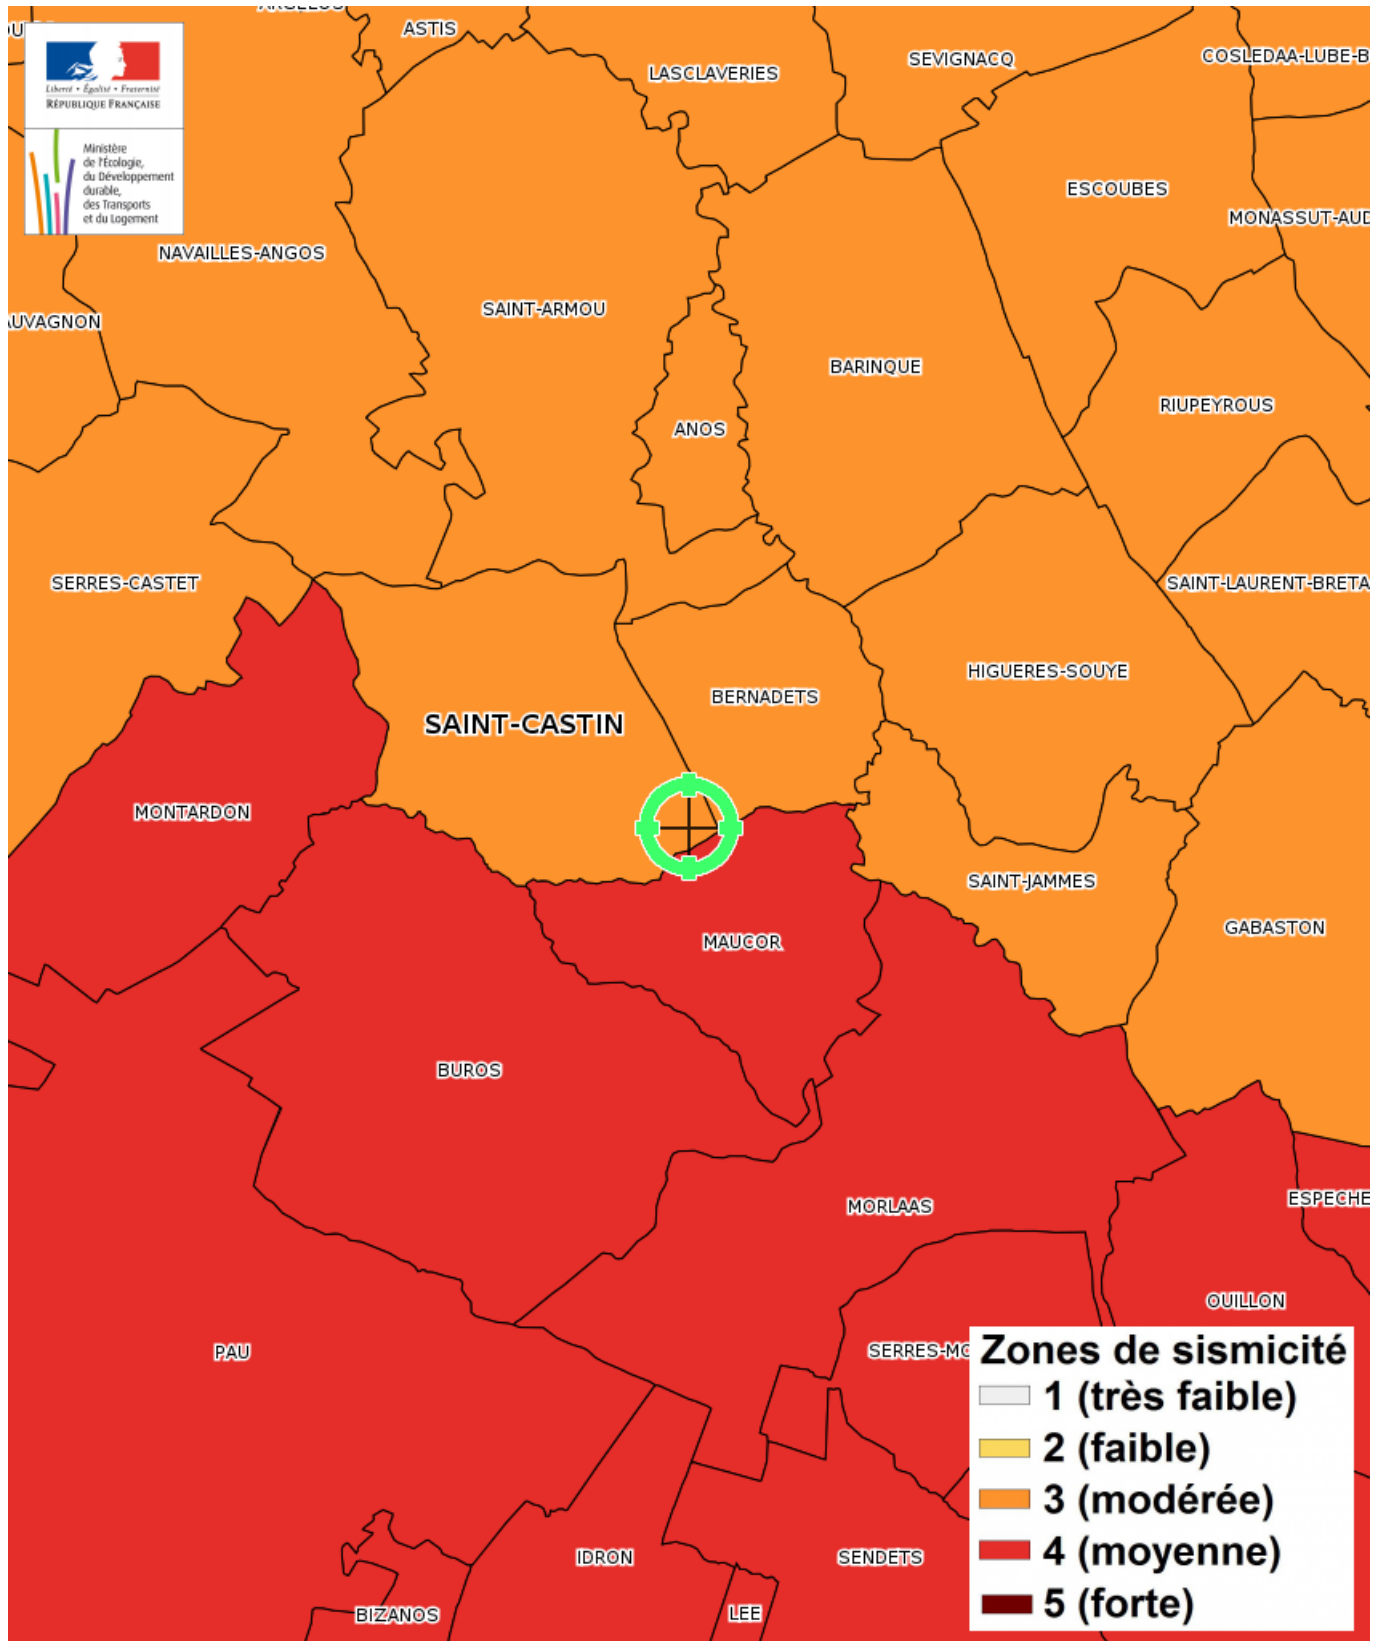 ASTIS
SEVIGNACQ
COSLEDAA-LUBE-B
LASCLAVERIES
Liberté • Égalité • Fraternité
RÉPUBLIQUE FRANÇAISE
Ministère
de l'Écologie,
du Développement
durable,
des Transports
et du Logement
ESCOUBES
MONASSUT-AUD
NAVAILLES-ANGOS
SAINT-ARMOU
AUVAGNON
BARINQUE
RIUPEYROUS
ANOS
SERRES-CASTET
SAINT-LAURENT-BRETA
HIGUERES-SOUYE
BERNADETS
SAINT-CASTIN
MONTARDON
SAINT-JAMMES
GABASTON
MAUCOR
BUROS
ESPECHE
MORLAAS
OUILLON
PAU
SERRES-MO
Zones de sismicité
1 (très faible)
2 (faible)
3 (modérée)
4 (moyenne)
5 (forte)
IDRON
SENDETS
BIZANOS
LEE